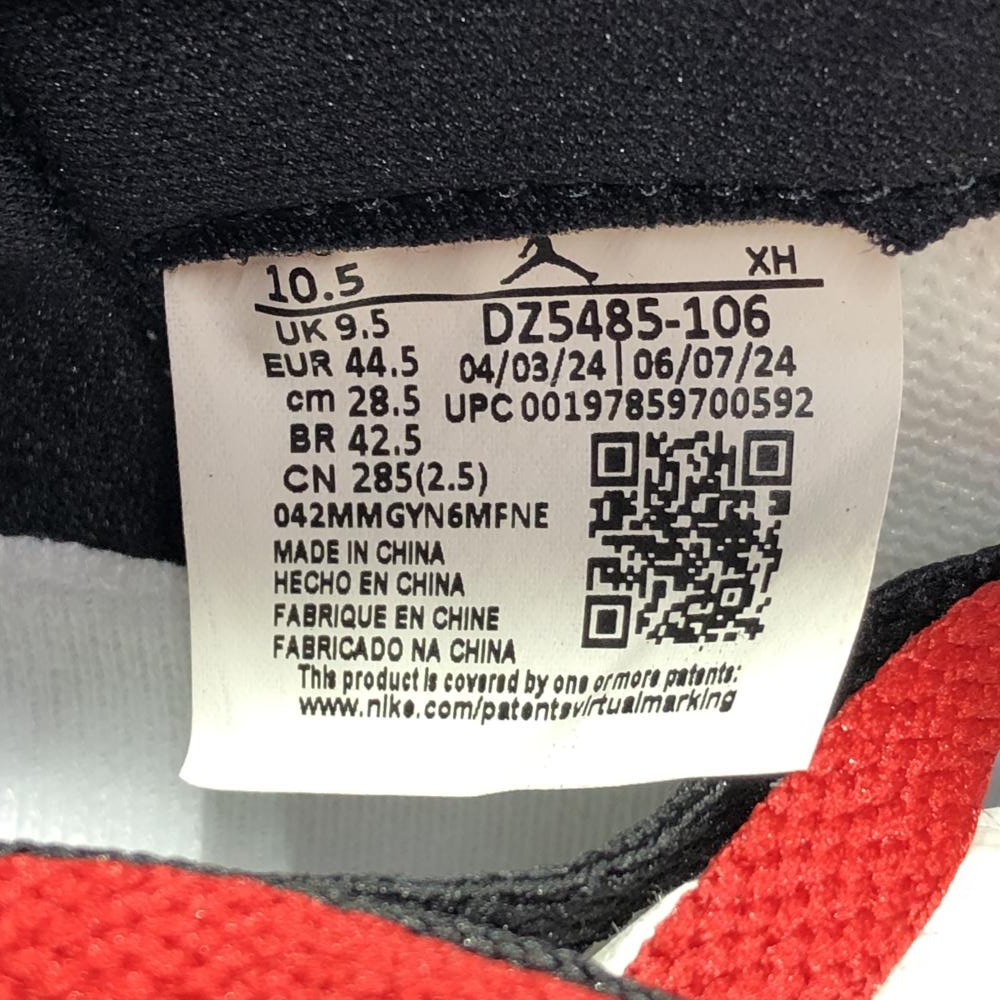 10.5 XH
UK 9.5 DZ5485-106
EUR 44.5 04/03/24 | 06/07/24
cm 28.5 UPC 00197859700592
BR 42.5
CN 285(2.5)
042MMGYN6MFNE
MADE IN CHINA
HECHO EN CHINA
FABRIQUE EN CHINE
FABRICADO NA CHINA
This product is covered by one or more patents:
www.nike.com/patentsvirtualmarking